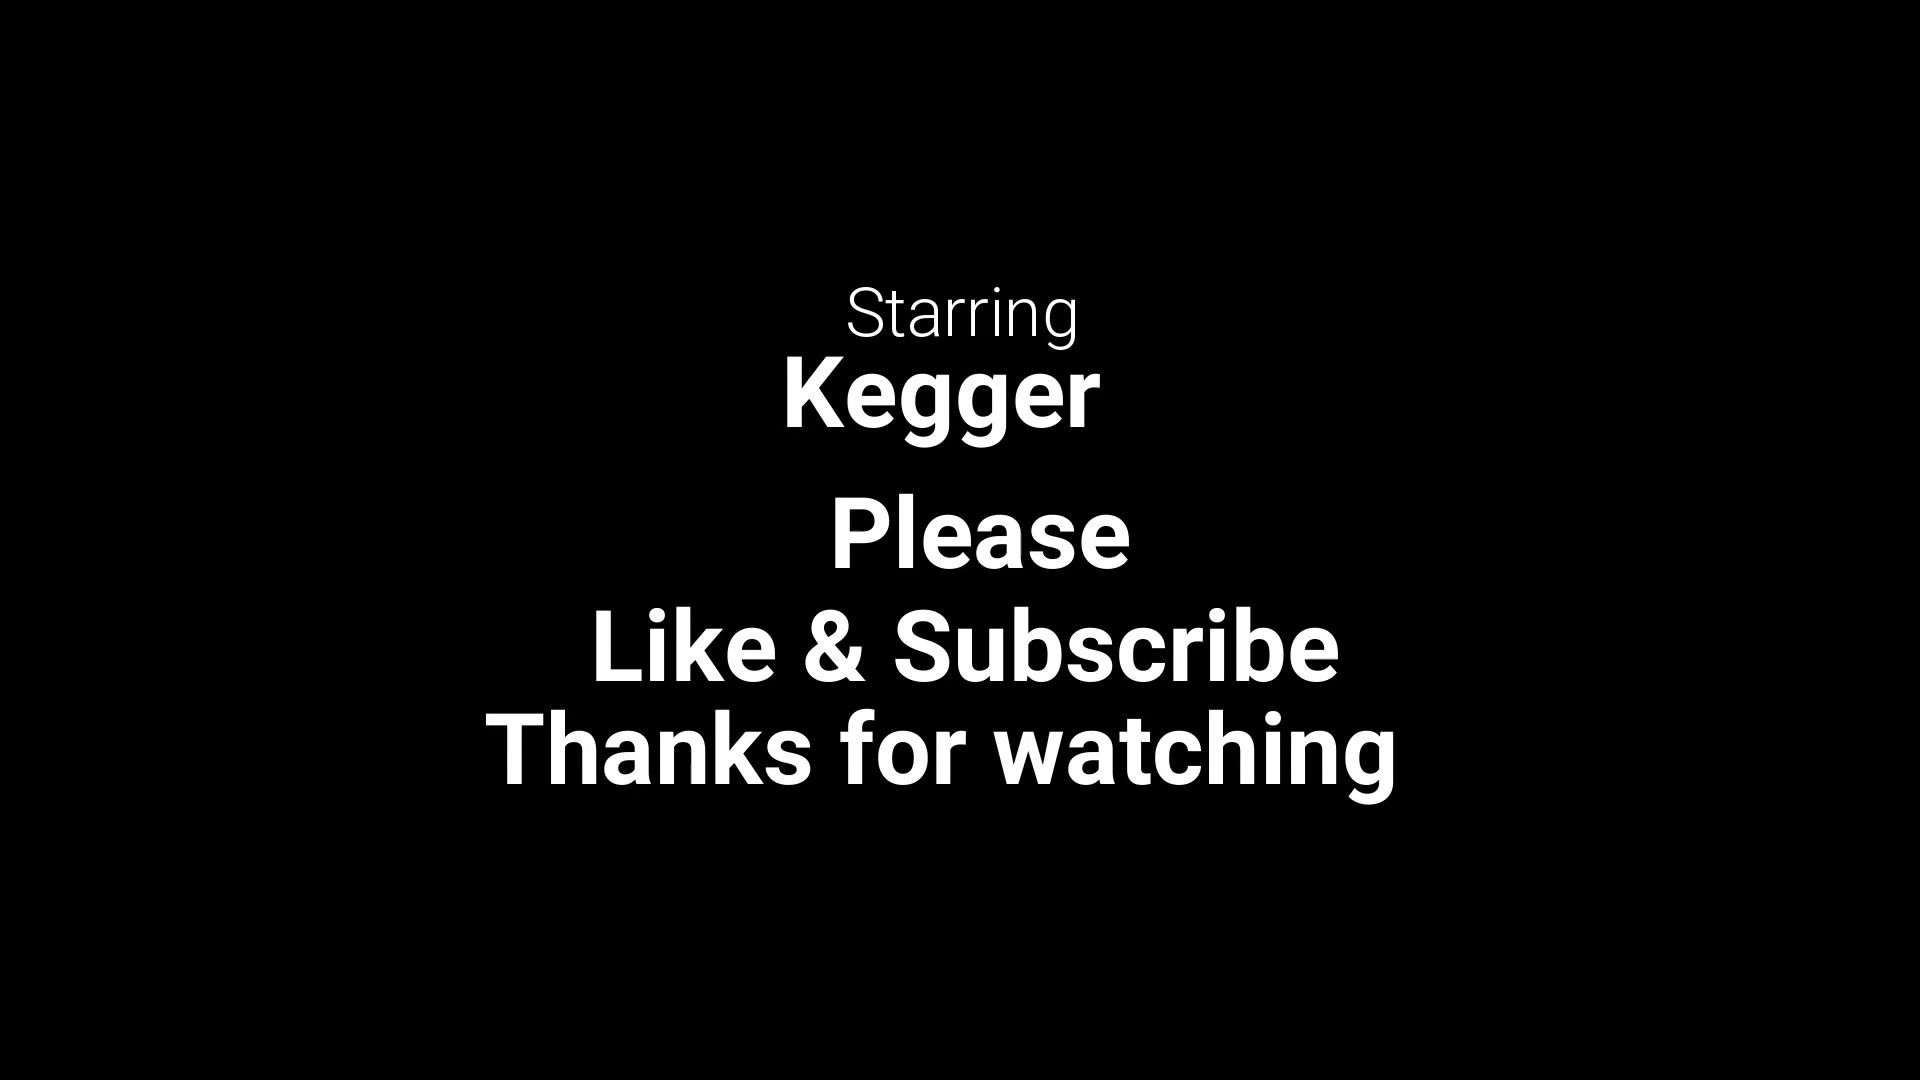 Starring
Kegger
Please
Like & Subscribe
Thanks for watching